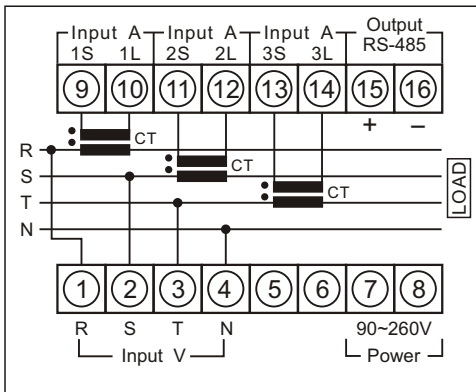 Input A Input A Input A Output
RS-485
1S 1L 2S 2L 3S 3L
9 10 11 12 13 14 15 16
+ −
R CT
S CT
T CT
N
LOAD
1 2 3 4 5 6 7 8
R S T N 90~260V
Input V Power